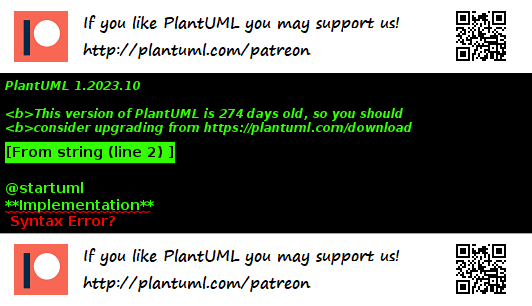 If you like PlantUML you may support us!
http://plantuml.com/patreon
PlantUML 1.2023.10
<b>This version of PlantUML is 274 days old, so you should
<b>consider upgrading from https://plantuml.com/download
[From string (line 2) ]
@startuml
**Implementation**
Syntax Error?
If you like PlantUML you may support us!
http://plantuml.com/patreon